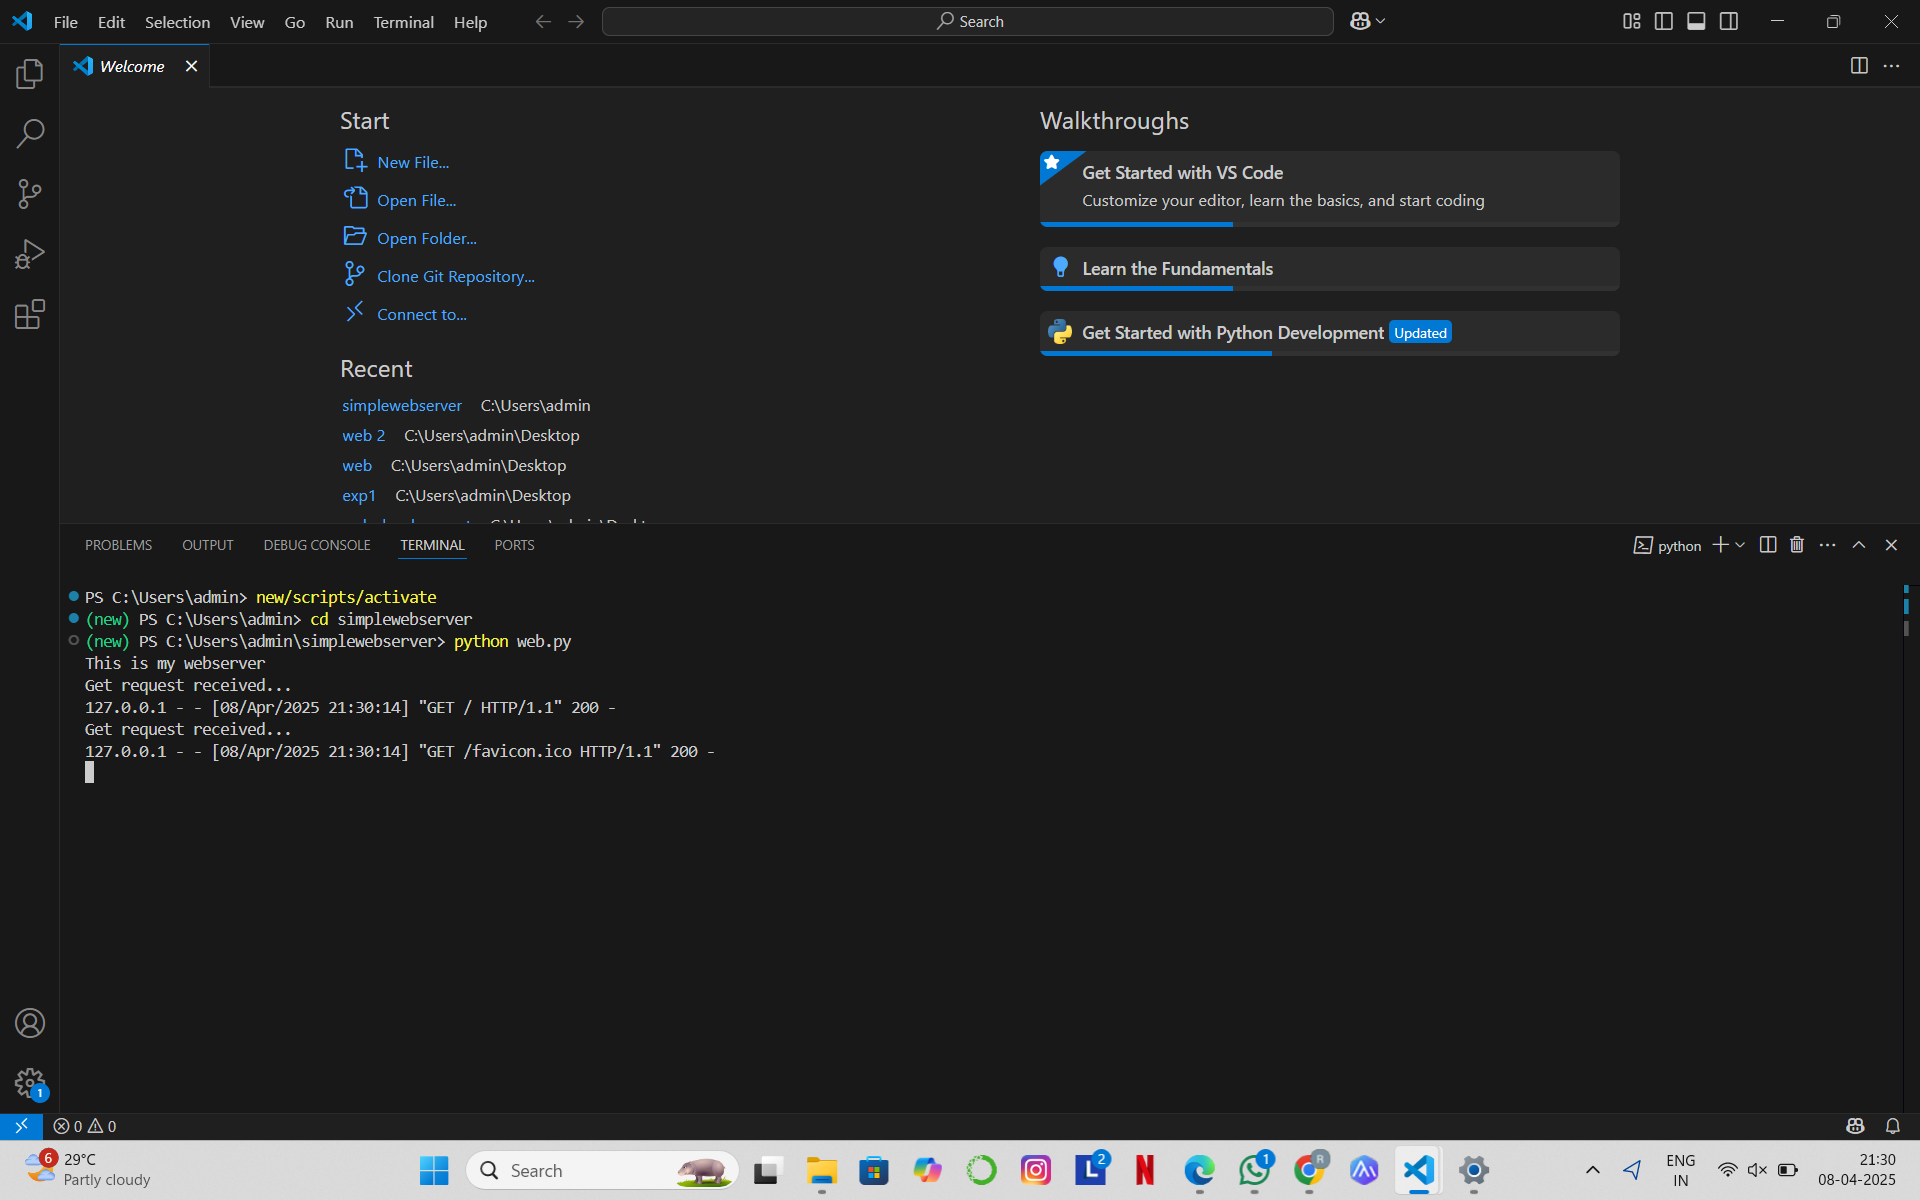 File Edit Selection View Go Run Terminal Help
Search
Welcome
Start
New File...
Open File...
Open Folder...
Clone Git Repository...
Connect to...
Recent
simplewebserver C:\Users\admin
web 2 C:\Users\admin\Desktop
web C:\Users\admin\Desktop
exp1 C:\Users\admin\Desktop
Walkthroughs
Get Started with VS Code
Customize your editor, learn the basics, and start coding
Learn the Fundamentals
Get Started with Python Development Updated
PROBLEMS OUTPUT DEBUG CONSOLE TERMINAL PORTS
python
PS C:\Users\admin> new/scripts/activate
(new) PS C:\Users\admin> cd simplewebserver
(new) PS C:\Users\admin\simplewebserver> python web.py
This is my webserver
Get request received...
127.0.0.1 - - [08/Apr/2025 21:30:14] "GET / HTTP/1.1" 200 -
Get request received...
127.0.0.1 - - [08/Apr/2025 21:30:14] "GET /favicon.ico HTTP/1.1" 200 -
1
0 0
6
29°C
Partly cloudy
Search
L
2
N
1
R
ENG
IN
21:30
08-04-2025